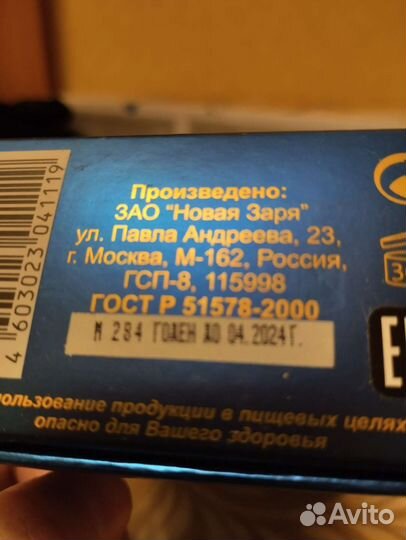 Произведено:
ЗАО "Новая Заря"
ул. Павла Андреева, 23,
г. Москва, М-162, Россия,
ГСП-8, 115998
ГОСТ Р 51578-2000
N 284 ГОДЕН ДО 04.2024Г.
пользование продукции в пищевых целях
опасно для Вашего здоровья
4 603023 041119
Avito